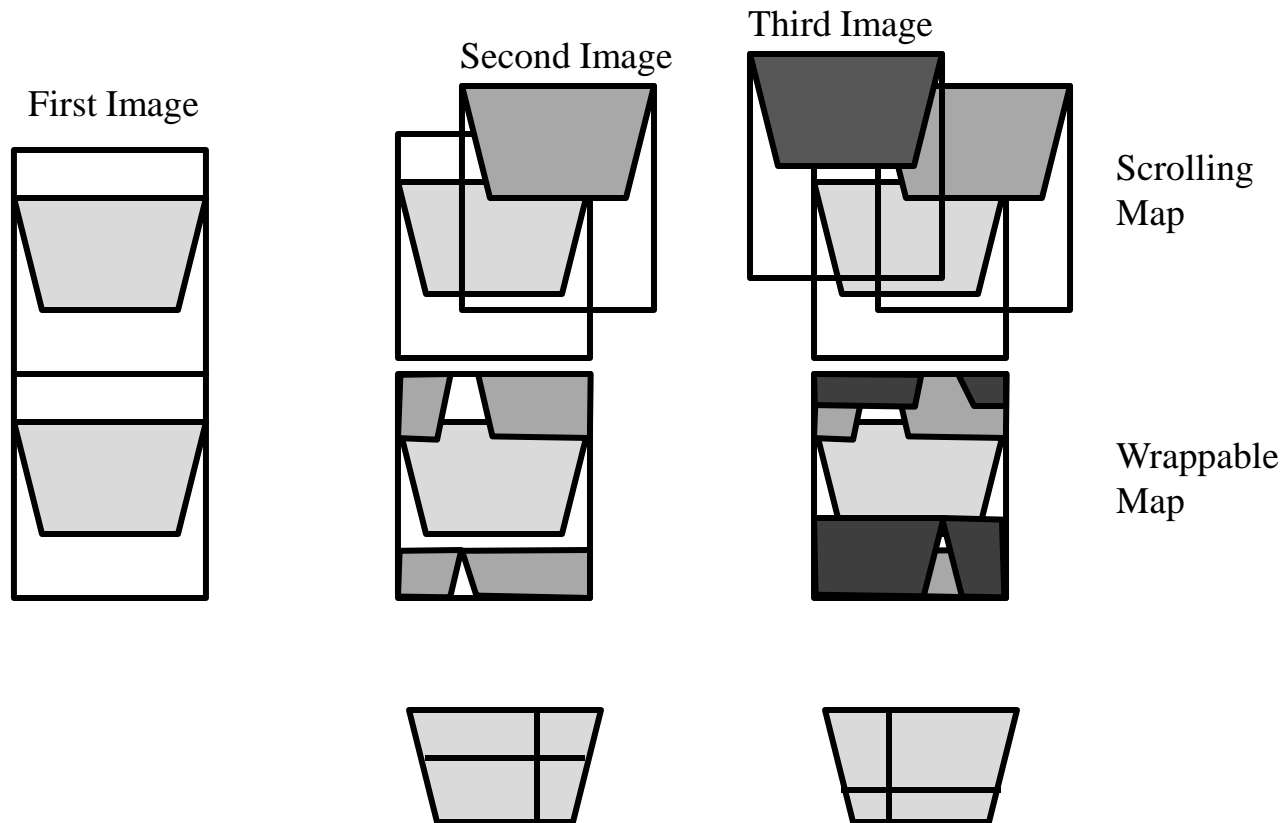 First Image
Second Image
Third Image
Scrolling
Map
Wrappable
Map